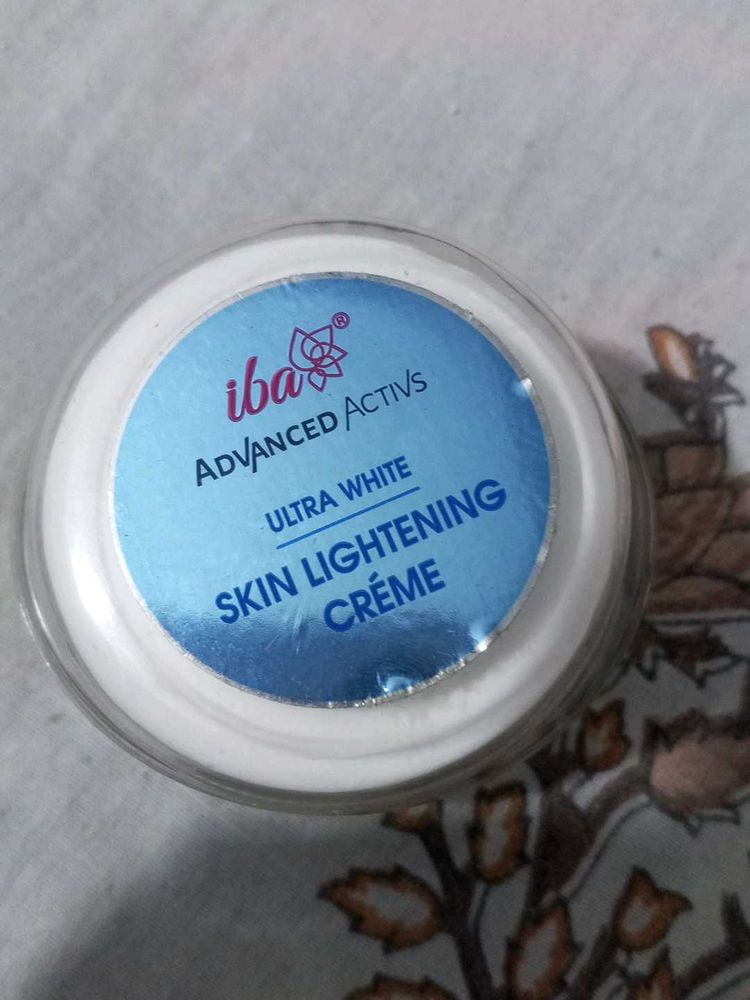 iba®
ADVANCED ACTIVS
ULTRA WHITE
SKIN LIGHTENING
CRÉME